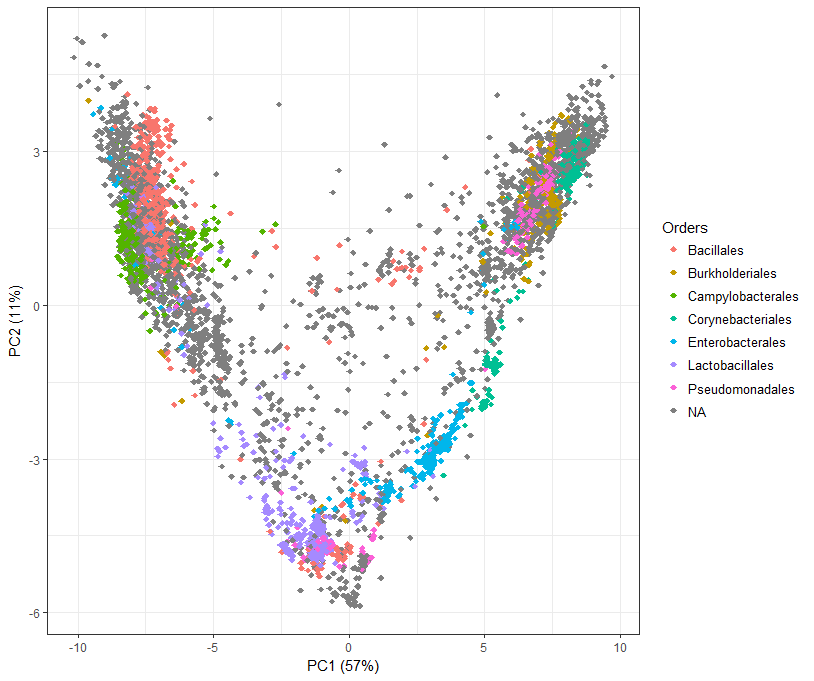 3
0
-3
-6
PC2 (11%)
-10
-5
0
5
10
PC1 (57%)
Orders
Bacillales
Burkholderiales
Campylobacterales
Corynebacteriales
Enterobacterales
Lactobacillales
Pseudomonadales
NA